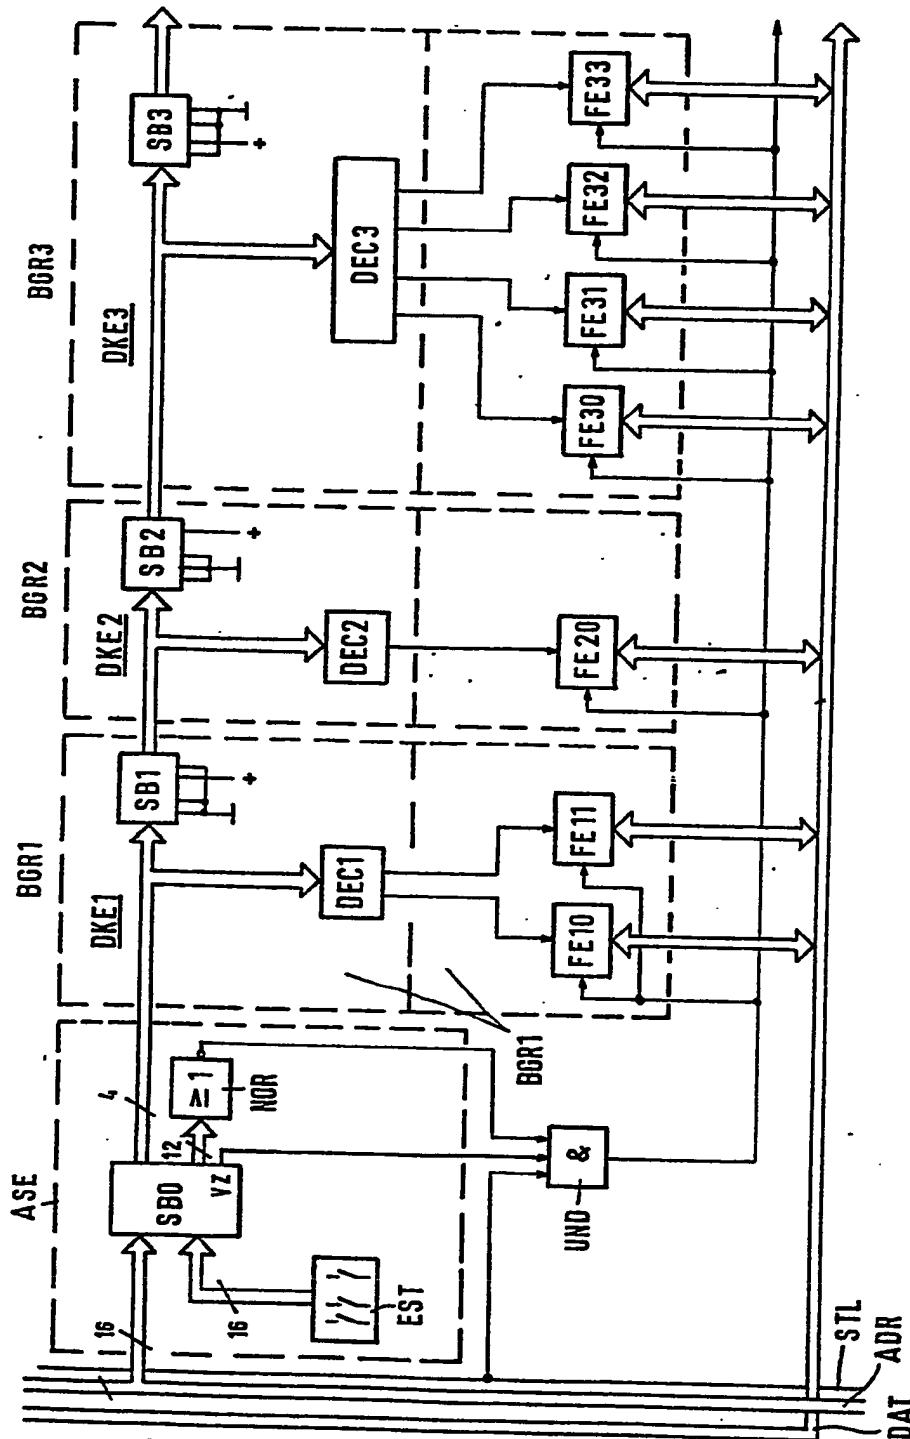 BGR1
BGR2
BGR3
ASE
DKE1
DKE2
DKE3
SB0
VZ
SB1
SB2
SB3
+
+
+
4
12
16
16
≥1
NOR
EST
DEC1
DEC2
DEC3
BGR1
&
UND
FE10
FE11
FE20
FE30
FE31
FE32
FE33
STL
ADR
DAT